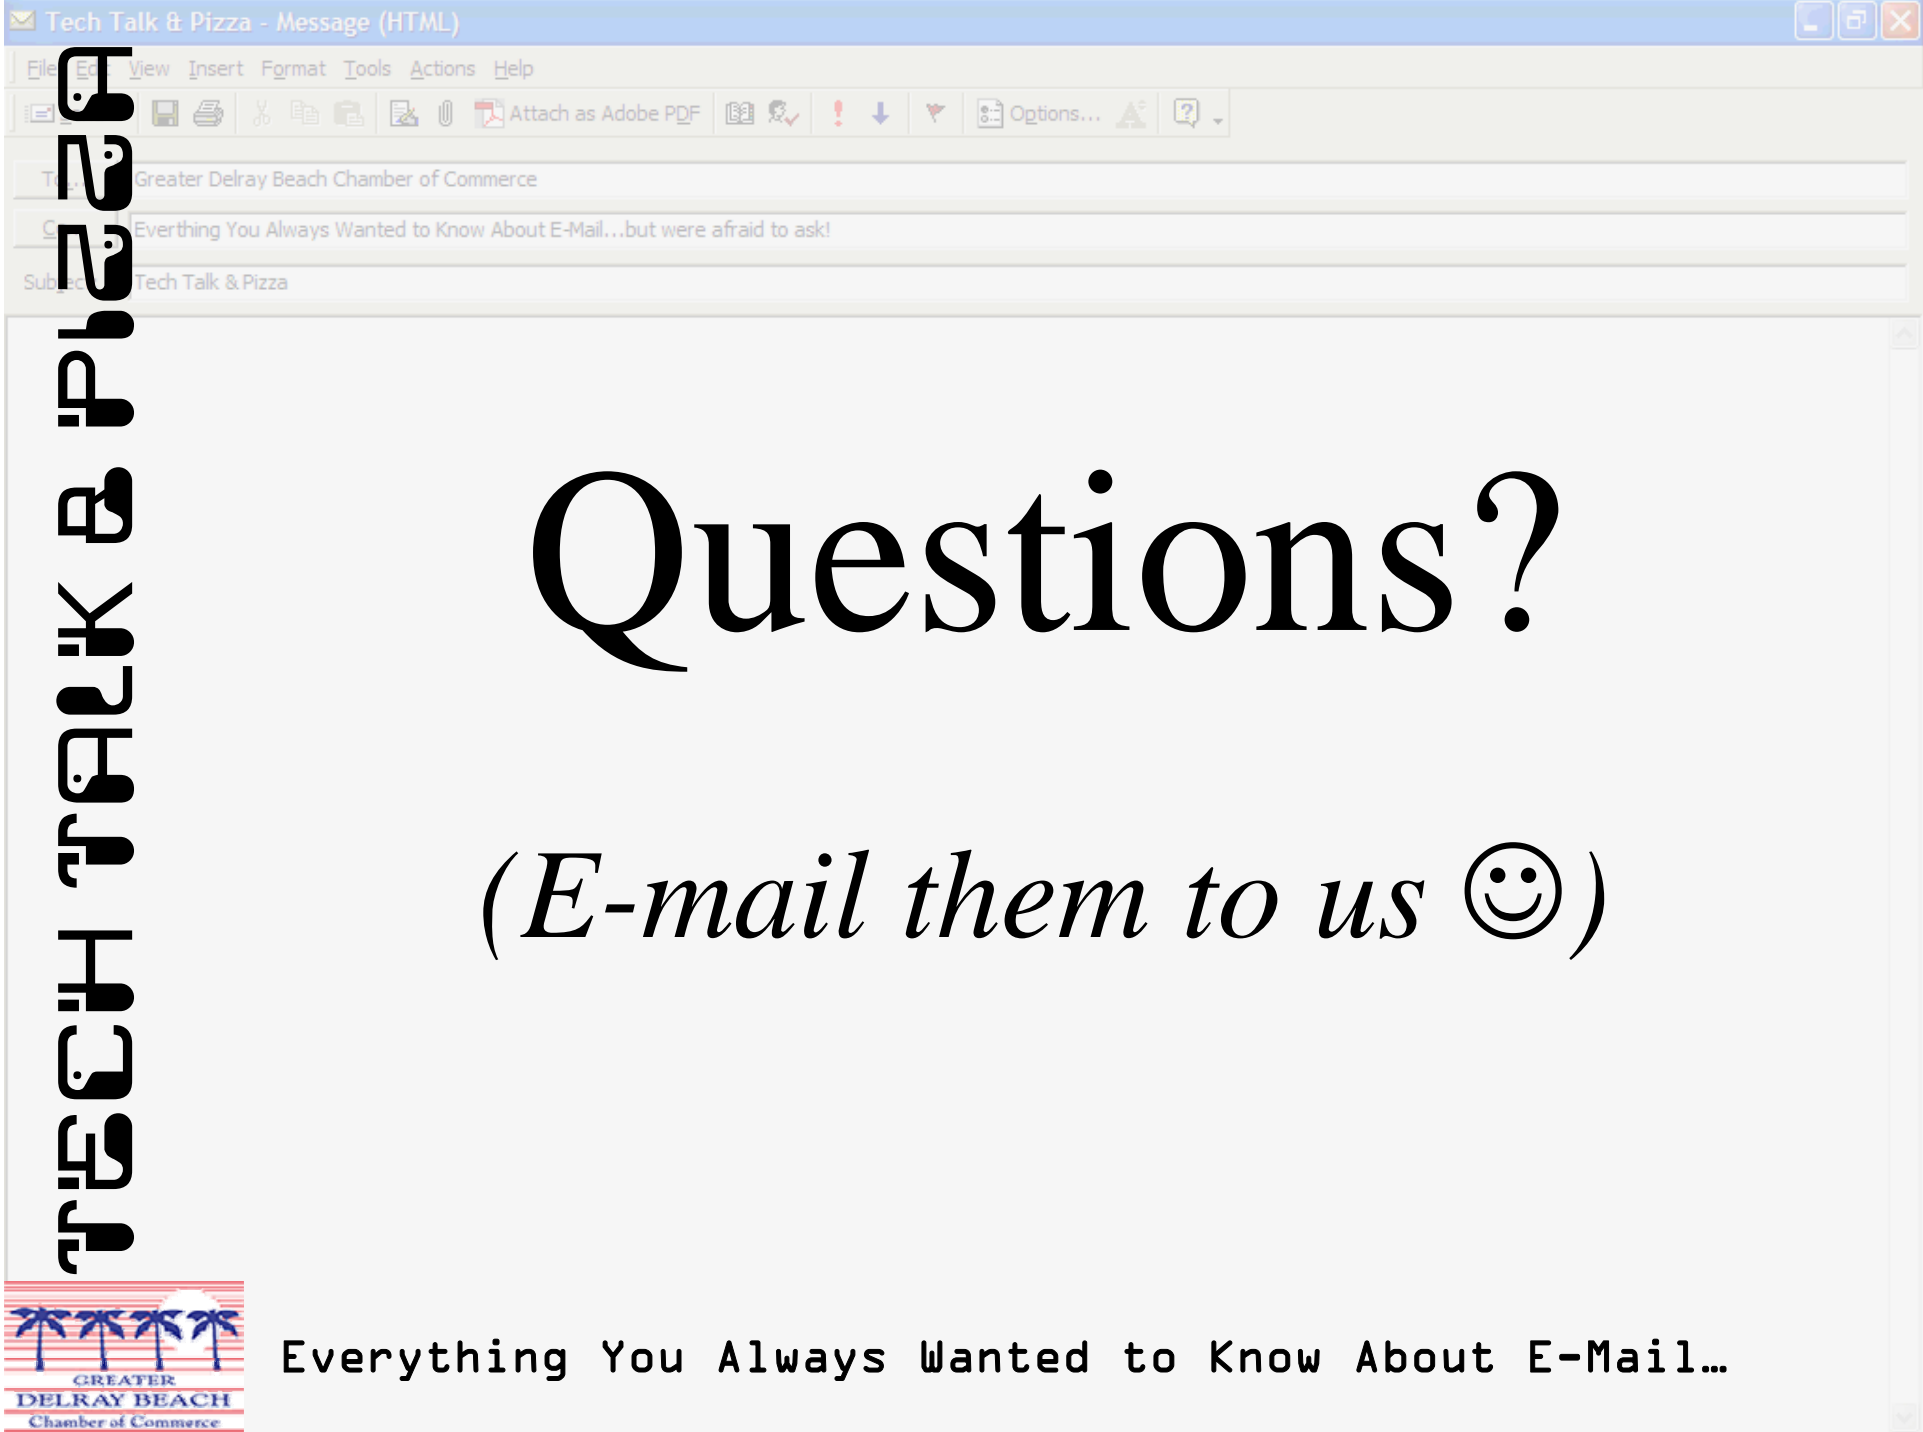 Tech Talk & Pizza - Message (HTML)
File Edit View Insert Format Tools Actions Help
Attach as Adobe PDF Options...
Greater Delray Beach Chamber of Commerce
Everthing You Always Wanted to Know About E-Mail...but were afraid to ask!
Subject: Tech Talk & Pizza
TECH TALK & PIZZA
Questions?
(E-mail them to us ☺)
GREATER
DELRAY BEACH
Chamber of Commerce
Everything You Always Wanted to Know About E-Mail…